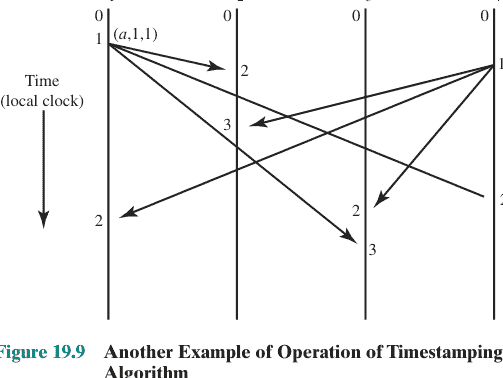 0 0 0 0
1 (a,1,1)
1
2
Time
(local clock)
3
2
2
2
3
Figure 19.9 Another Example of Operation of Timestamping
Algorithm